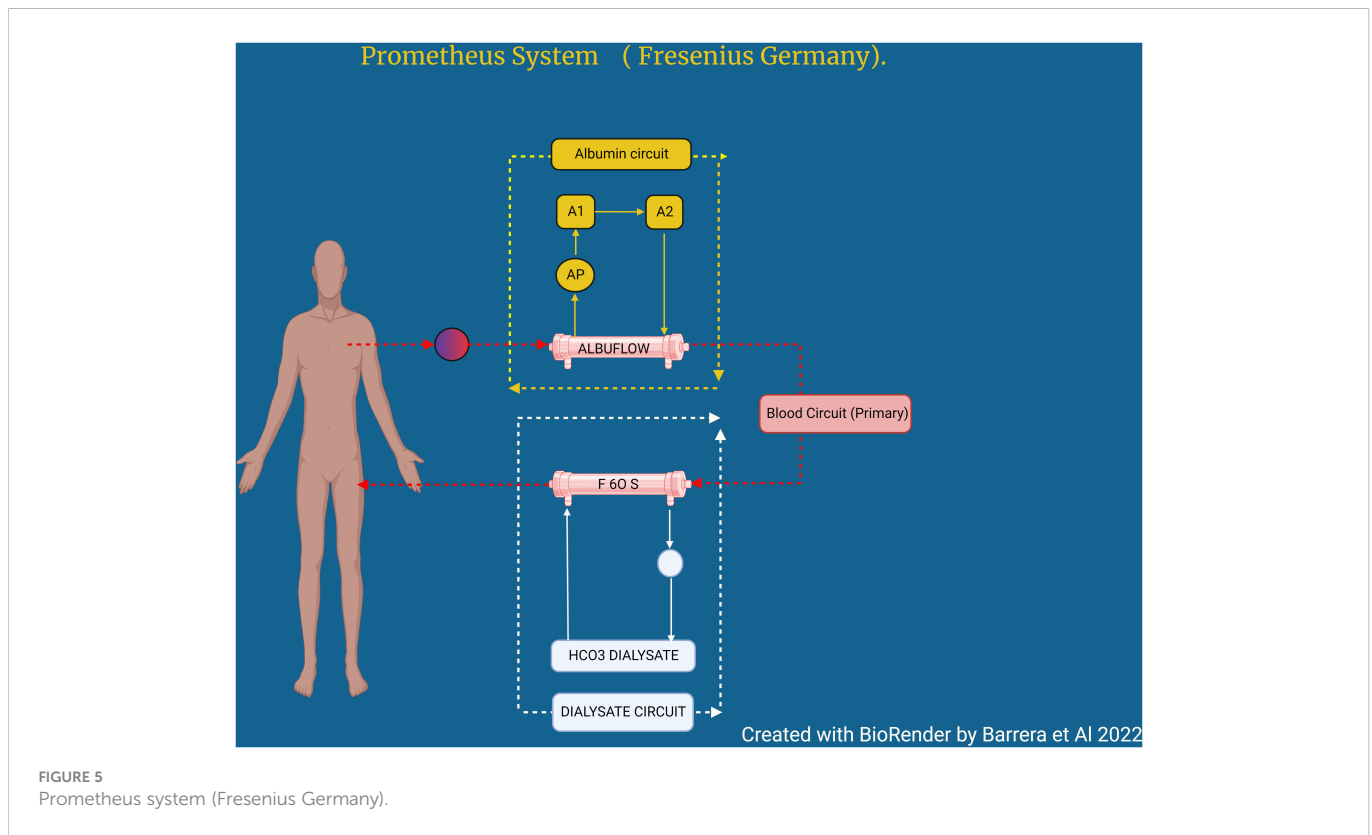 Prometheus System ( Fresenius Germany).
Albumin circuit
A1
A2
AP
ALBUFLOW
Blood Circuit (Primary)
F 6O S
HCO3 DIALYSATE
DIALYSATE CIRCUIT
Created with BioRender by Barrera et Al 2022
FIGURE 5
Prometheus system (Fresenius Germany).